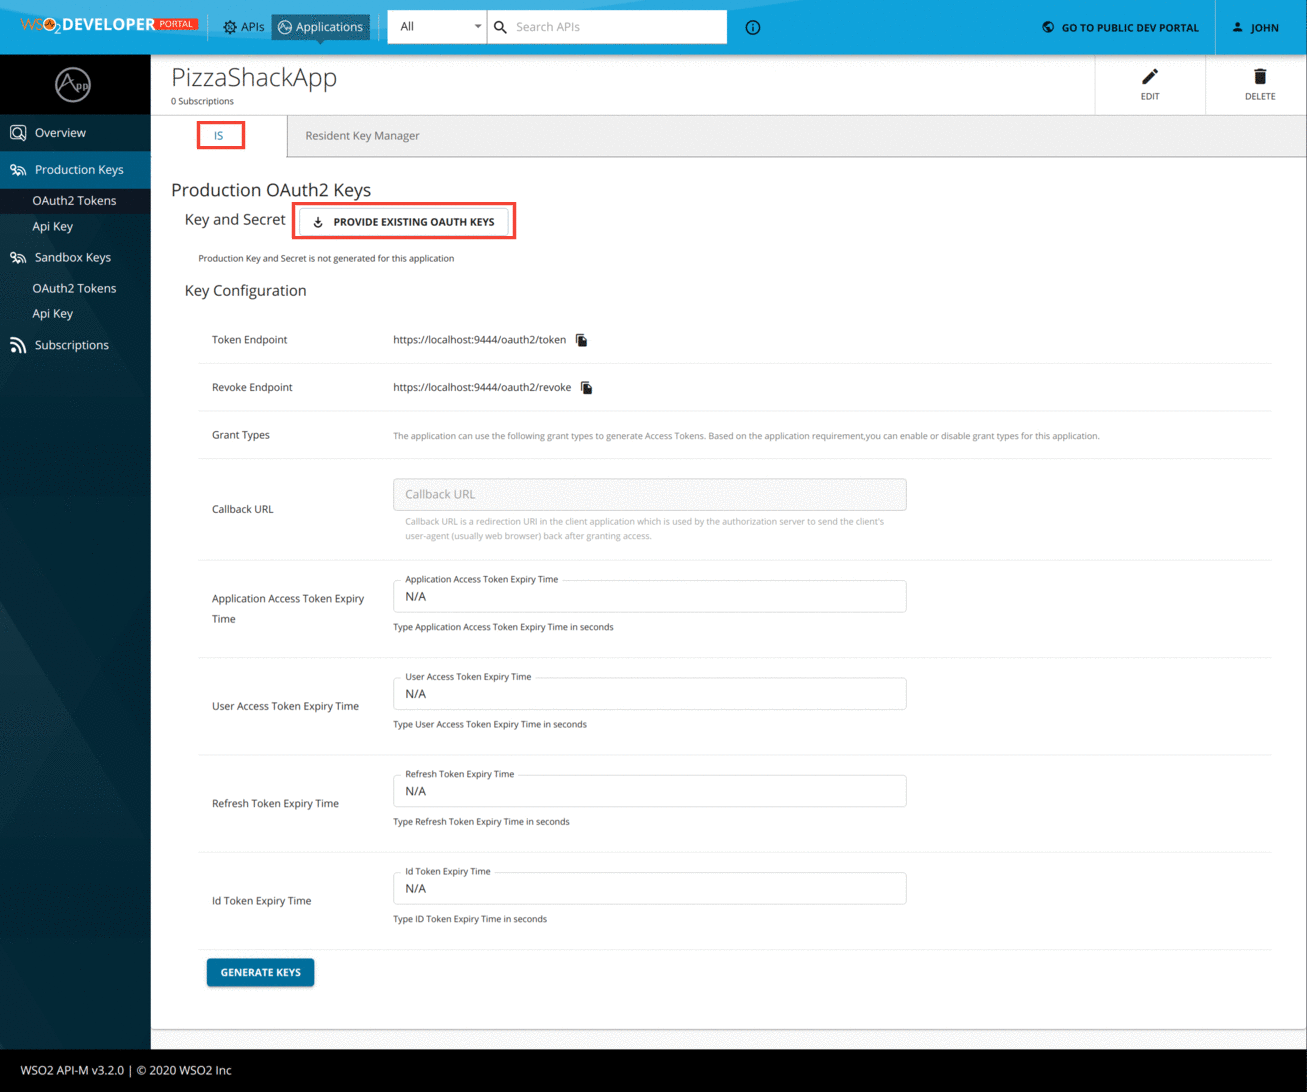 WSO2 DEVELOPER PORTAL
APIs
Applications
All
Search APIs
GO TO PUBLIC DEV PORTAL
JOHN
App
PizzaShackApp
0 Subscriptions
EDIT
DELETE
Overview
Production Keys
OAuth2 Tokens
Api Key
Sandbox Keys
OAuth2 Tokens
Api Key
Subscriptions
IS
Resident Key Manager
Production OAuth2 Keys
Key and Secret
PROVIDE EXISTING OAUTH KEYS
Production Key and Secret is not generated for this application
Key Configuration
Token Endpoint
https://localhost:9444/oauth2/token
Revoke Endpoint
https://localhost:9444/oauth2/revoke
Grant Types
The application can use the following grant types to generate Access Tokens. Based on the application requirement,you can enable or disable grant types for this application.
Callback URL
Callback URL
Callback URL is a redirection URI in the client application which is used by the authorization server to send the client's
user-agent (usually web browser) back after granting access.
Application Access Token Expiry
Time
Application Access Token Expiry Time
N/A
Type Application Access Token Expiry Time in seconds
User Access Token Expiry Time
User Access Token Expiry Time
N/A
Type User Access Token Expiry Time in seconds
Refresh Token Expiry Time
Refresh Token Expiry Time
N/A
Type Refresh Token Expiry Time in seconds
Id Token Expiry Time
Id Token Expiry Time
N/A
Type ID Token Expiry Time in seconds
GENERATE KEYS
WSO2 API-M v3.2.0 | © 2020 WSO2 Inc